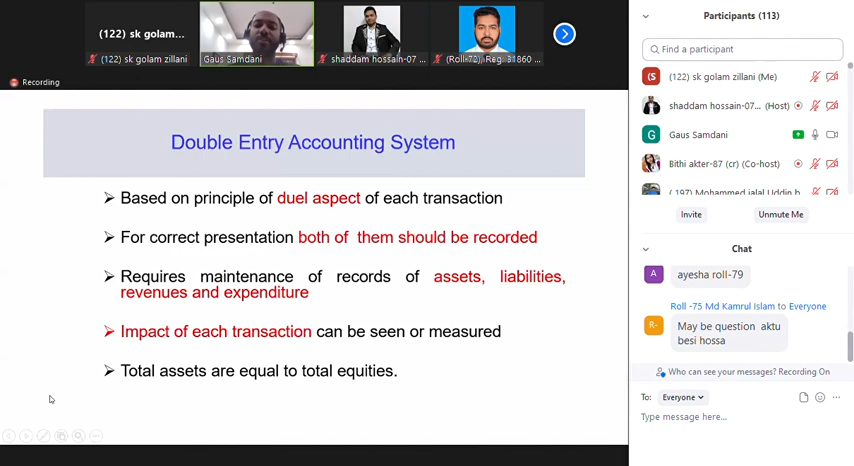 (122) sk golam zillani
(122) sk golam zillani
Gaus Samdani
shaddam hossain-07 ...
(Roll-72), Reg: 31860 ...
Recording
Double Entry Accounting System
Based on principle of duel aspect of each transaction
For correct presentation both of them should be recorded
Requires maintenance of records of assets, liabilities,
revenues and expenditure
Impact of each transaction can be seen or measured
Total assets are equal to total equities.
Participants (113)
Find a participant
(S
(122) sk golam zillani (Me)
shaddam hossain-07... (Host)
G
Gaus Samdani
Bithi akter-87 (cr) (Co-host)
( 197) Mohammed jalal Uddin b
Invite
Unmute Me
Chat
A
ayesha roll-79
Roll -75 Md Kamrul Islam to Everyone
R-
May be question aktu
besi hossa
Who can see your messages? Recording On
To: Everyone
Type message here...